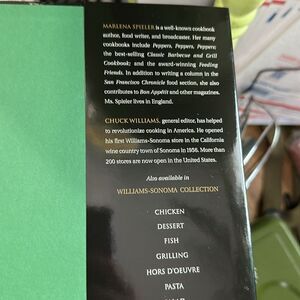 MARLENA SPIELER is a well-known cookbook
author, food writer, and broadcaster. Her many
cookbooks include Peppers, Peppers, Peppers;
the best-selling Classic Barbecue and Grill
Cookbook; and the award-winning Feeding
Friends. In addition to writing a column in the
San Francisco Chronicle food section, she also
contributes to Bon Appétit and other magazines.
Ms. Spieler lives in England.
CHUCK WILLIAMS, general editor, has helped
to revolutionize cooking in America. He opened
his first Williams-Sonoma store in the California
wine country town of Sonoma in 1956. More than
200 stores are now open in the United States.
Also available in
WILLIAMS-SONOMA COLLECTION
CHICKEN
DESSERT
FISH
GRILLING
HORS D'OEUVRE
PASTA